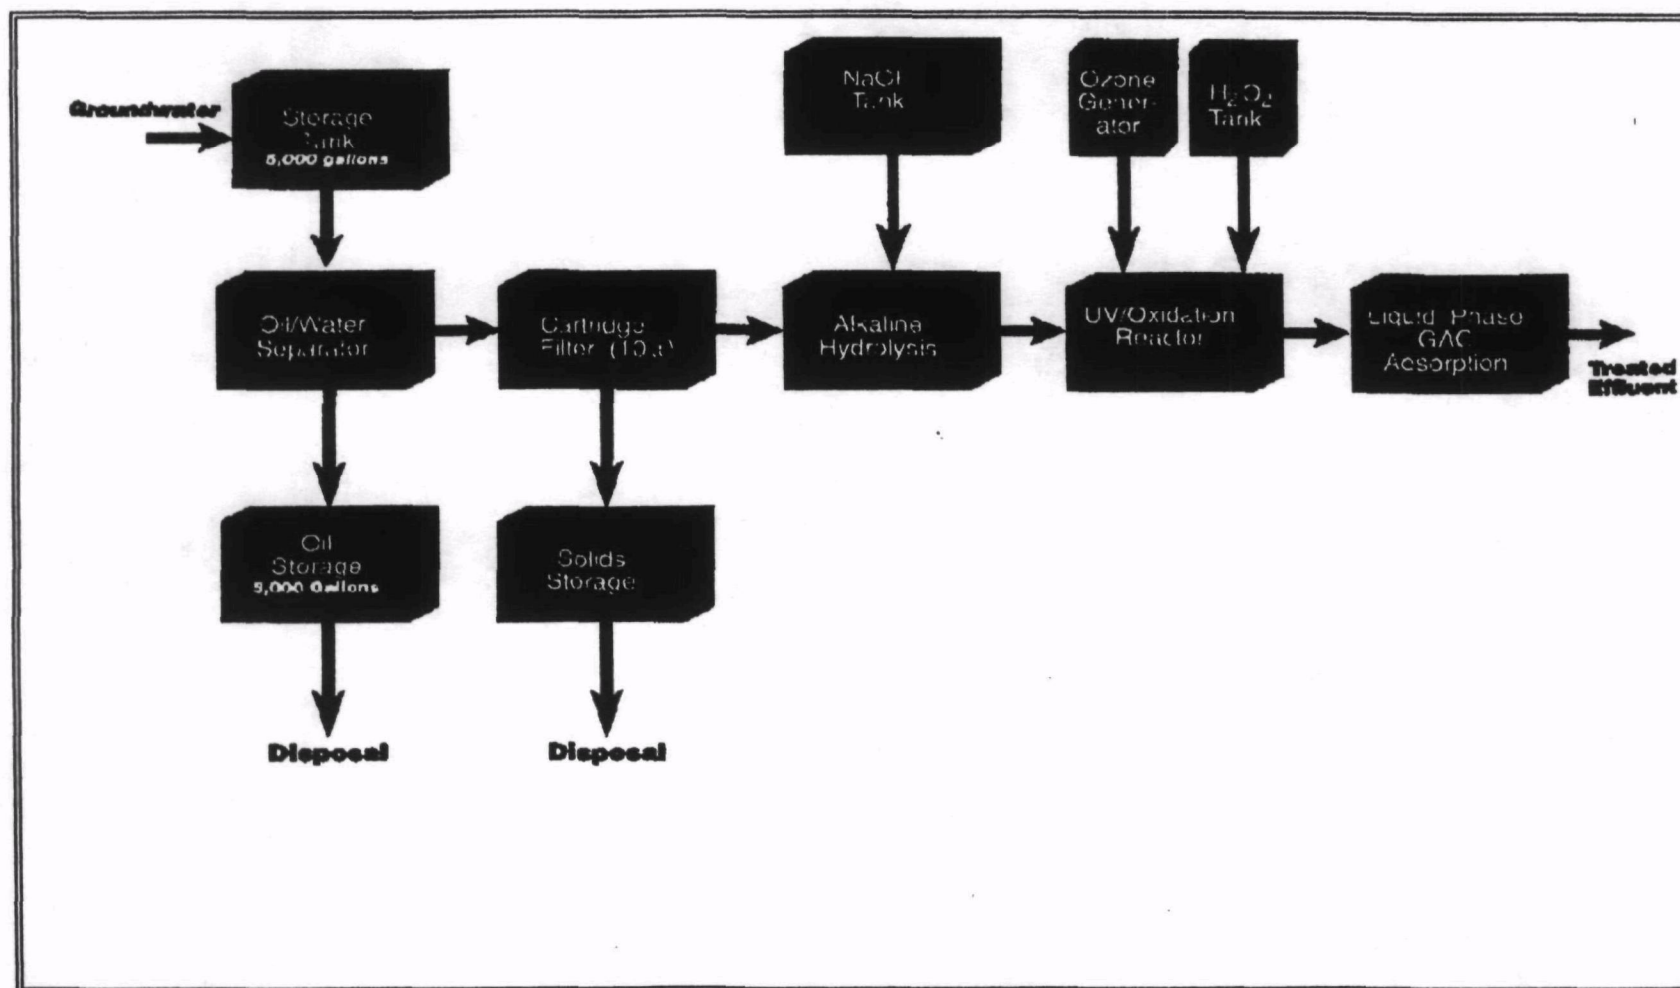 Groundwater
Storage
Tank
5,000 gallons
Tank
Ozone
Gener-
ator
H2O2
Tank
Oil/Water
Separator
Cartridge
Filter
Alkaline
Hydrolysis
UV/Oxidation
Reactor
Liquid Phase
GAC
Adsorption
Treated
Effluent
Oil
Storage
5,000 Gallons
Solids
Storage
Disposal
Disposal